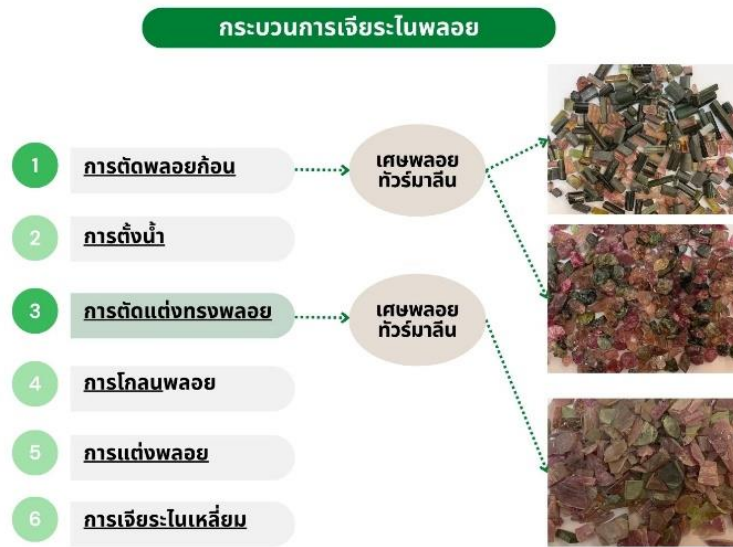 กระบวนการเจียระไนพลอย
1 การตัดพลอยก้อน
เศษพลอย
ทัวร์มาลีน
2 การตั้งน้ำ
3 การตัดแต่งทรงพลอย
เศษพลอย
ทัวร์มาลีน
4 การโกลนพลอย
5 การแต่งพลอย
6 การเจียระไนเหลี่ยม